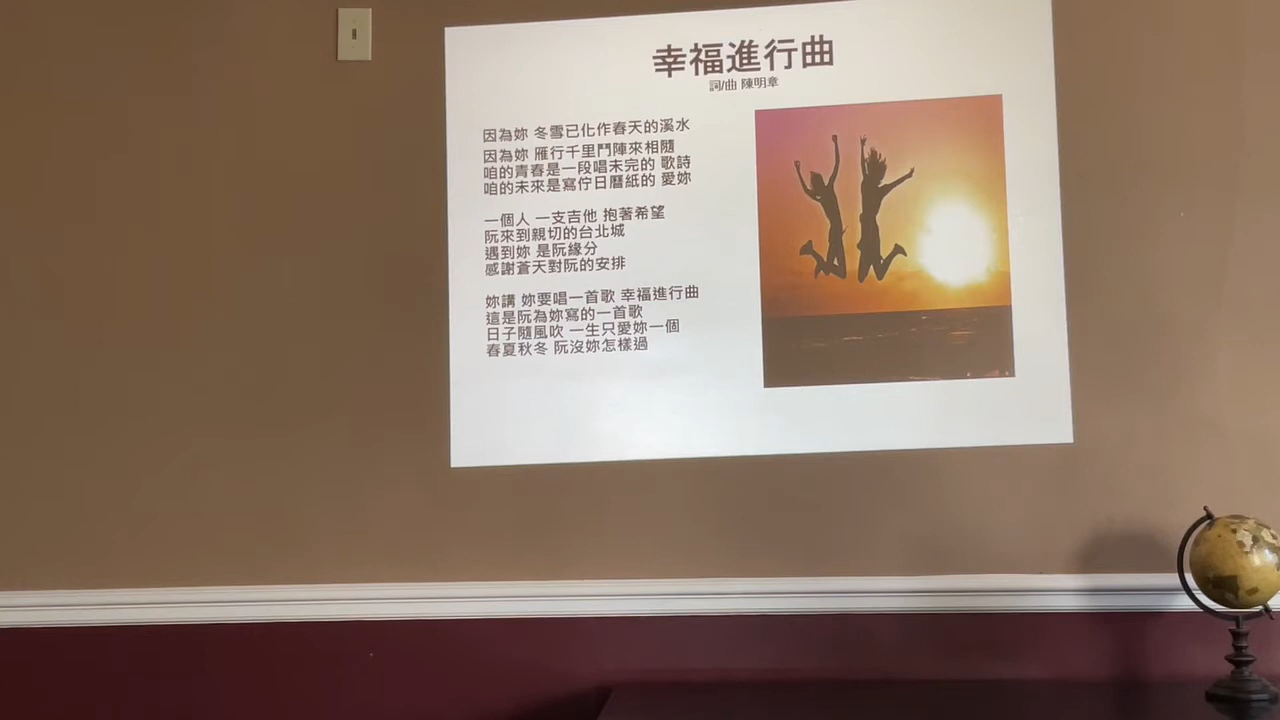 幸福進行曲
詞/曲 陳明章
因為妳 冬雪已化作春天的溪水
因為妳 雁行千里鬥陣來相隨
咱的青春是一段唱未完的 歌詩
咱的未來是寫佇日曆紙的 愛妳
一個人 一支吉他 抱著希望
阮來到親切的台北城
遇到妳 是阮緣分
感謝蒼天對阮的安排
妳講 妳要唱一首歌 幸福進行曲
這是阮為妳寫的一首歌
日子隨風吹 一生只愛妳一個
春夏秋冬 阮沒妳怎樣過